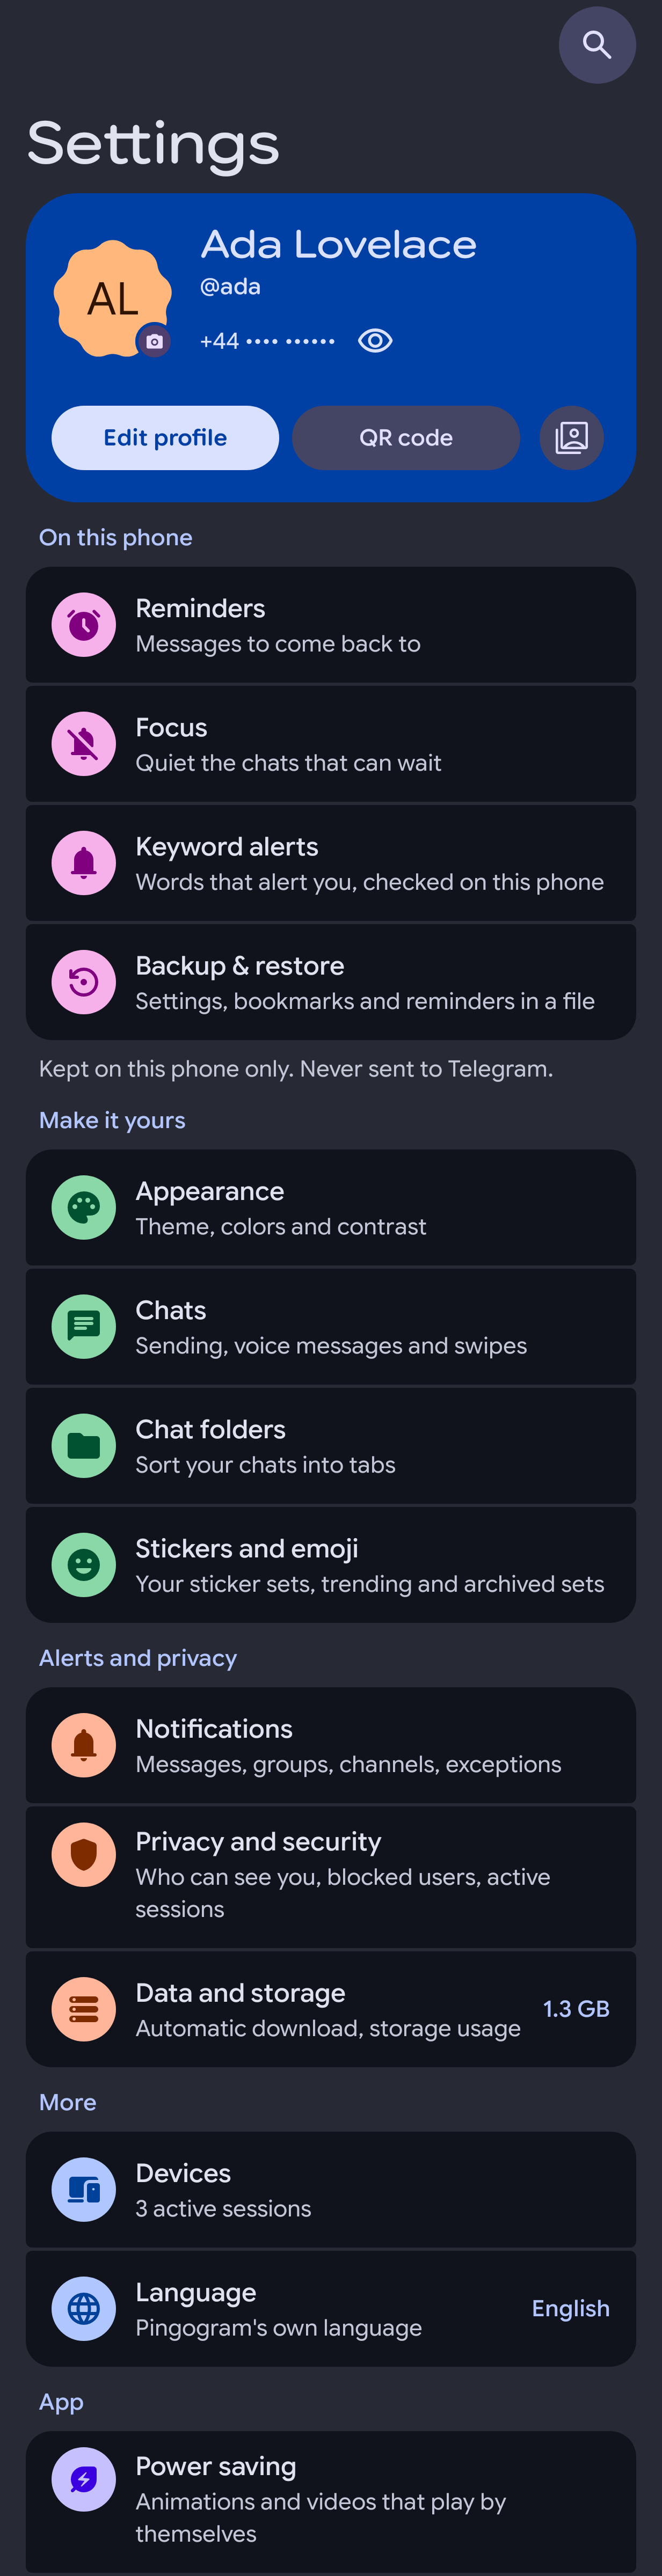 Settings
AL
Ada Lovelace
@ada
+44 •••• ••••••
Edit profile
QR code
On this phone
Reminders
Messages to come back to
Focus
Quiet the chats that can wait
Keyword alerts
Words that alert you, checked on this phone
Backup & restore
Settings, bookmarks and reminders in a file
Kept on this phone only. Never sent to Telegram.
Make it yours
Appearance
Theme, colors and contrast
Chats
Sending, voice messages and swipes
Chat folders
Sort your chats into tabs
Stickers and emoji
Your sticker sets, trending and archived sets
Alerts and privacy
Notifications
Messages, groups, channels, exceptions
Privacy and security
Who can see you, blocked users, active
sessions
Data and storage
Automatic download, storage usage
1.3 GB
More
Devices
3 active sessions
Language
Pingogram's own language
English
App
Power saving
Animations and videos that play by
themselves